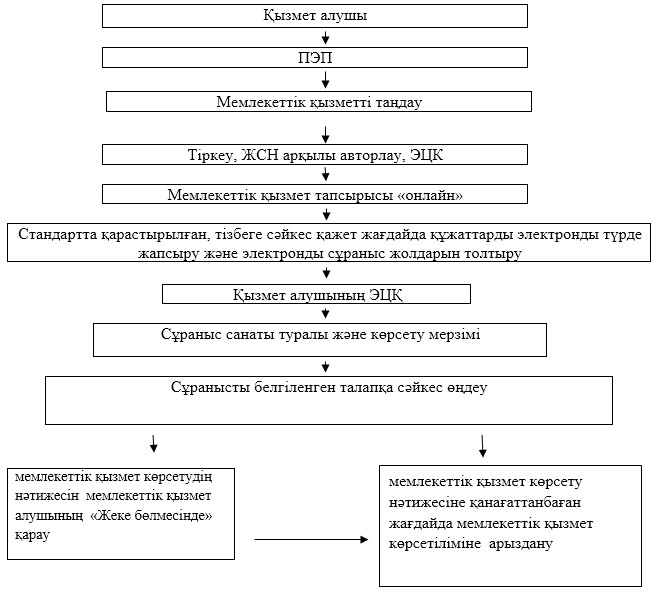 Қызмет алушы
ПЭП
Мемлекеттік қызметті таңдау
Тіркеу, ЖСН арқылы авторлау, ЭЦК
Мемлекеттік қызмет тапсырысы «онлайн»
Стандартта қарастырылған, тізбеге сәйкес қажет жағдайда құжаттарды электронды түрде
жапсыру және электронды сұраныс жолдарын толтыру
Қызмет алушының ЭЦҚ
Сұраныс санаты туралы және көрсету мерзімі
Сұранысты белгіленген талапқа сәйкес өңдеу
мемлекеттік қызмет көрсетудің
нәтижесін мемлекеттік қызмет
алушының «Жеке бөлмесінде»
қарау
мемлекеттік қызмет көрсету
нәтижесіне қанағаттанбаған
жағдайда мемлекеттік қызмет
көрсетіліміне арыздану